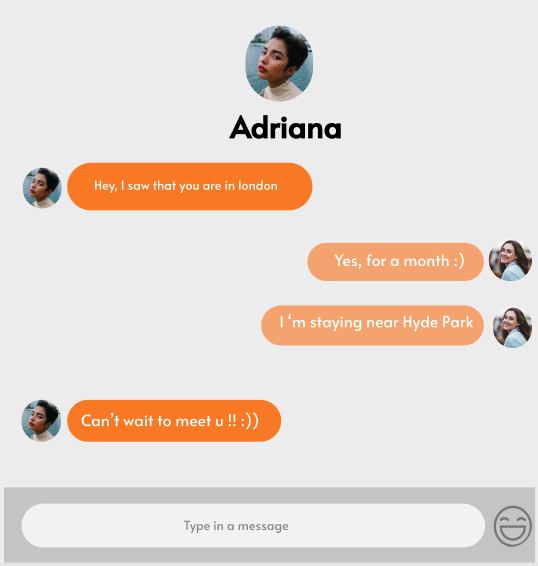 Adriana
Hey, I saw that you are in london
Yes, for a month :)
I ‘m staying near Hyde Park
Can’t wait to meet u !! :))
Type in a message